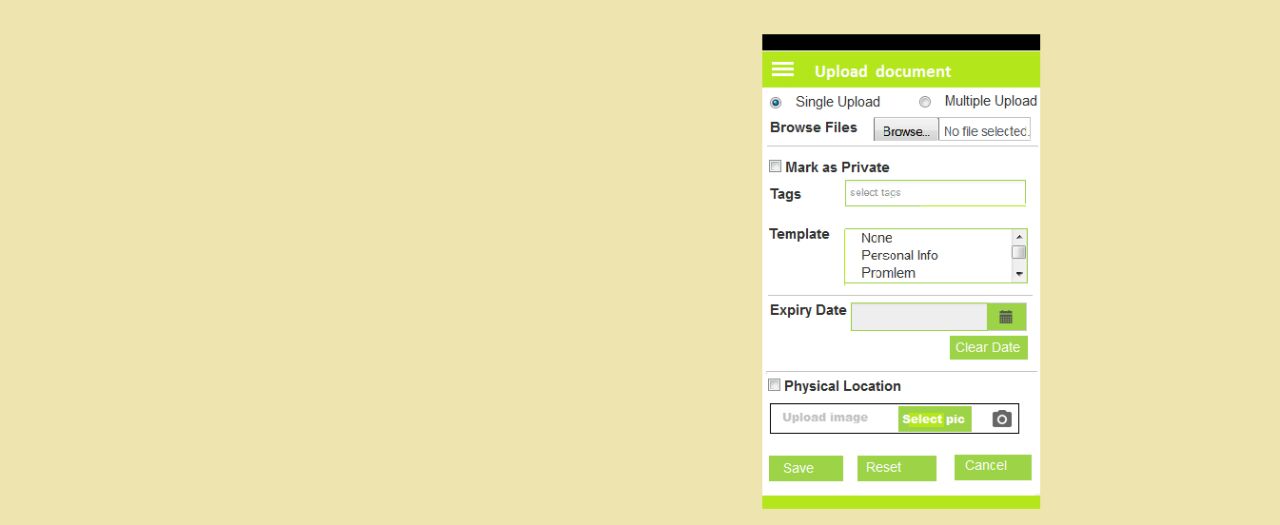 Upload document
Single Upload Multiple Upload
Browse Files Browse... No file selected.
Mark as Private
Tags select tags
Template None
Personal Info
Promlem
Expiry Date
Clear Date
Physical Location
Upload image Select pic
Save Reset Cancel